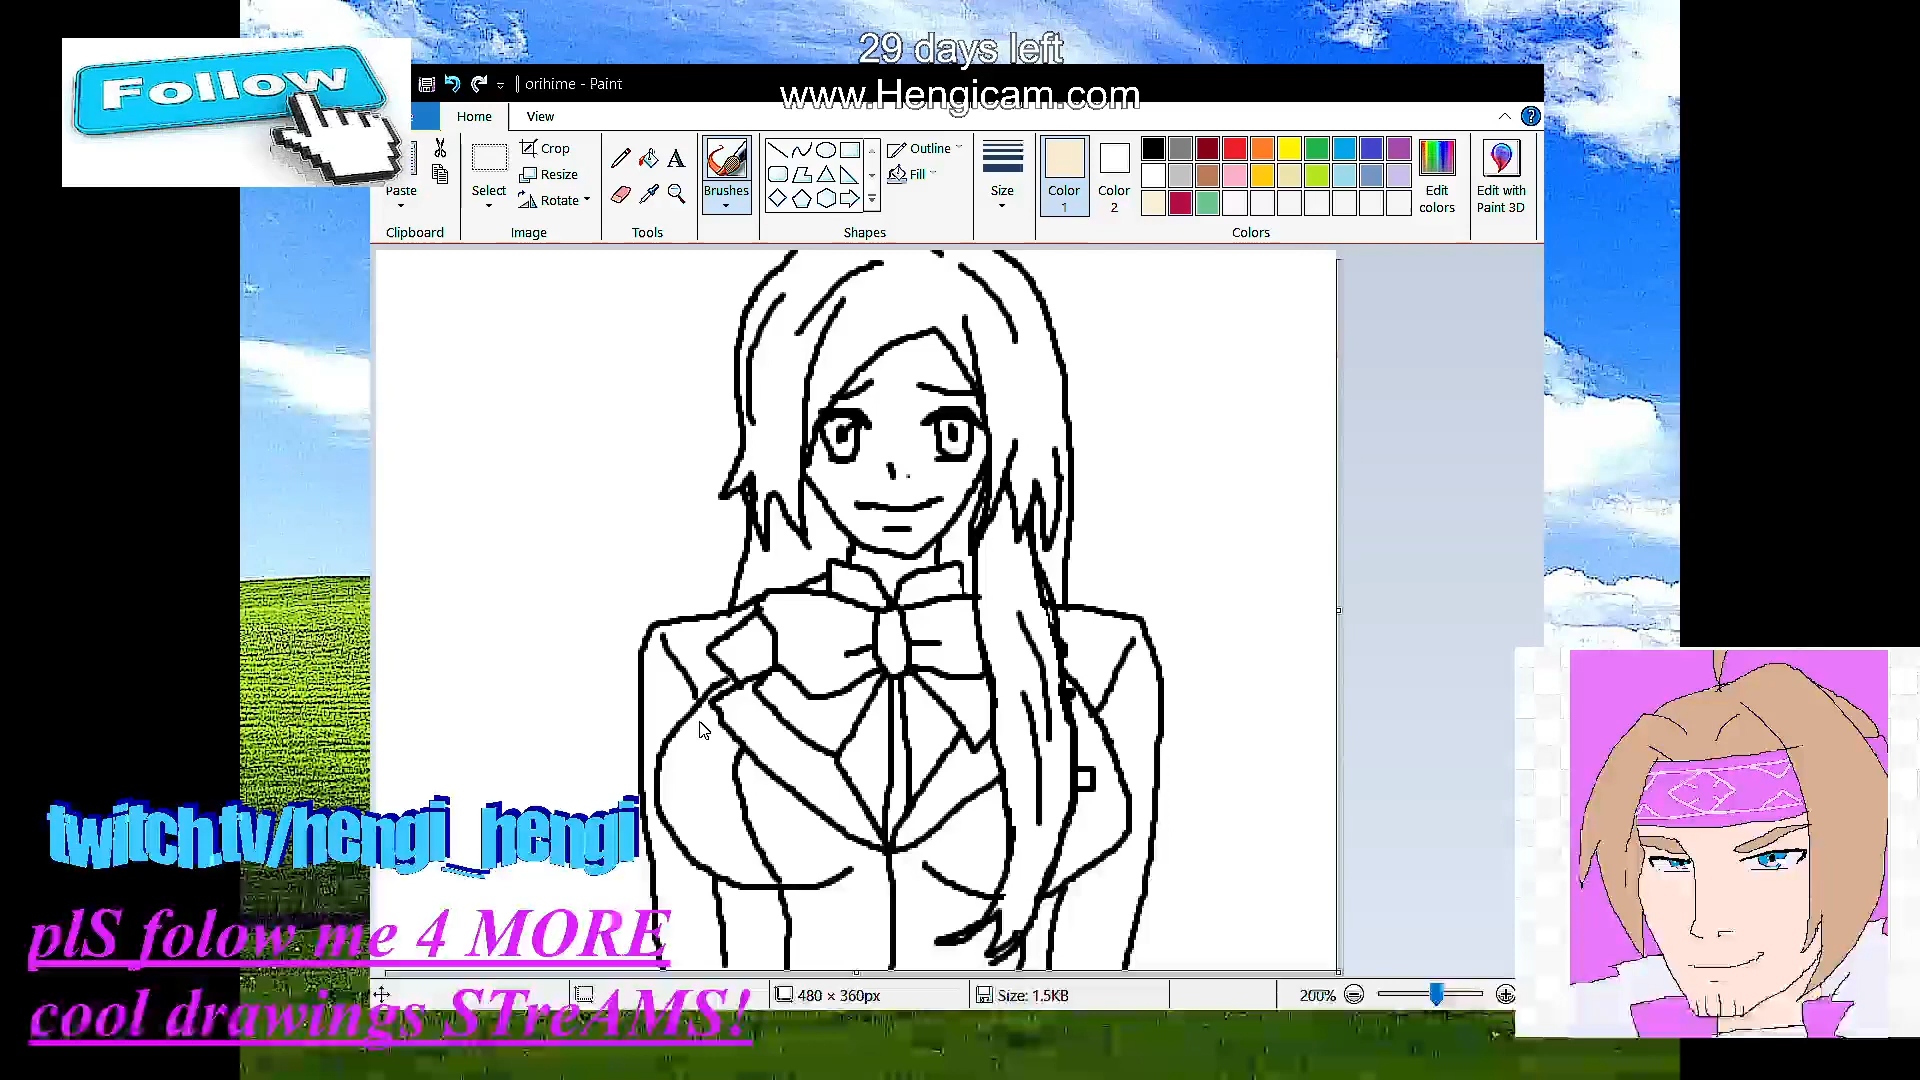 29 days left
Follow
orihime - Paint
www.Hengicam.com
Home
View
Paste
Clipboard
Select
Crop
Resize
Rotate
Image
Tools
Brushes
Outline
Fill
Shapes
Size
Color 1
Color 2
Edit colors
Colors
Edit with Paint 3D
twitch.tv/hengi_hengi
plS folow me 4 MORE
cool drawings STreAMS!
480 × 360px
Size: 1.5KB
200%